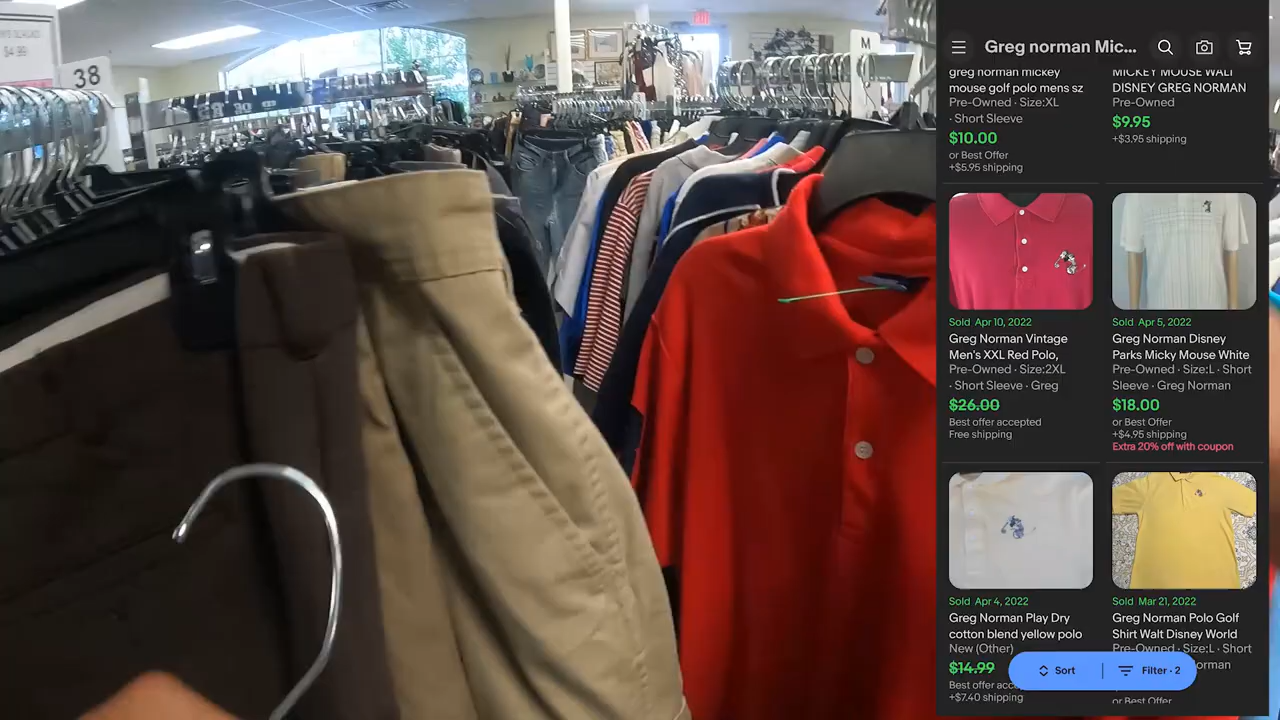 $4.99
38
M
Greg norman Mic...
greg norman mickey
mouse golf polo mens sz
Pre-Owned · Size:XL
· Short Sleeve
$10.00
or Best Offer
+$5.95 shipping
MICKEY MOUSE WALT
DISNEY GREG NORMAN
Pre-Owned
$9.95
+$3.95 shipping
Sold Apr 10, 2022
Greg Norman Vintage
Men's XXL Red Polo,
Pre-Owned · Size:2XL
· Short Sleeve · Greg
$26.00
Best offer accepted
Free shipping
Sold Apr 5, 2022
Greg Norman Disney
Parks Micky Mouse White
Pre-Owned · Size:L · Short
Sleeve · Greg Norman
$18.00
or Best Offer
+$4.95 shipping
Extra 20% off with coupon
Sold Apr 4, 2022
Greg Norman Play Dry
cotton blend yellow polo
New (Other)
$14.99
Best offer acc
+$7.40 shipping
Sold Mar 21, 2022
Greg Norman Polo Golf
Shirt Walt Disney World
Pre-Owned · Size:L · Short
orman
or Best Offer
Sort
Filter · 2